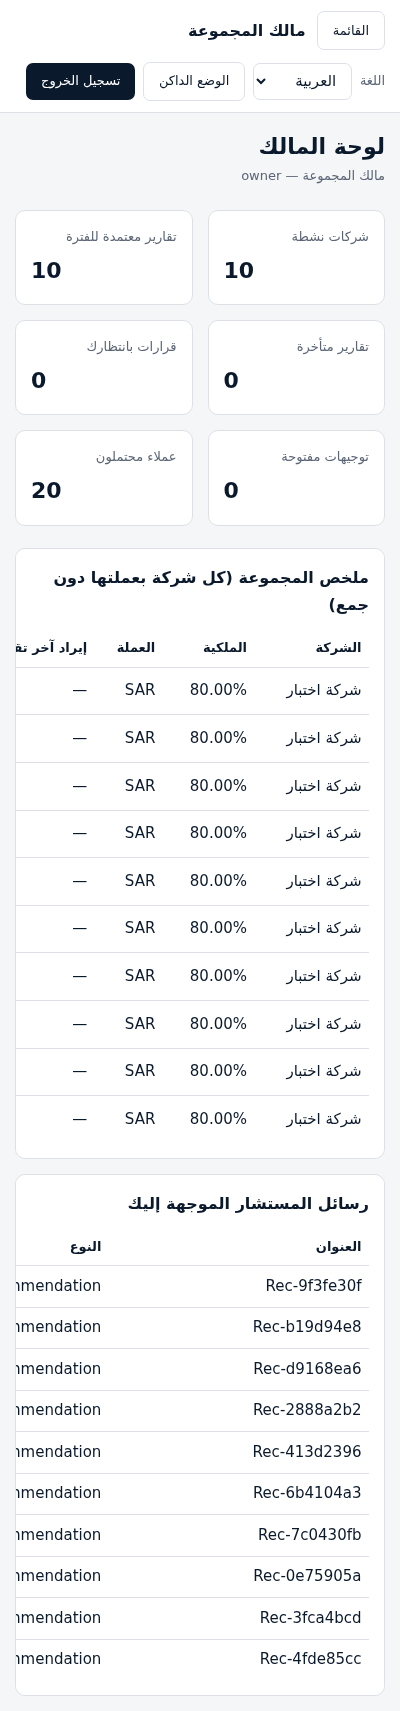 القائمة
مالك المجموعة
اللغة
العربية
الوضع الداكن
تسجيل الخروج
لوحة المالك
مالك المجموعة — owner
شركات نشطة
10
تقارير معتمدة للفترة
10
تقارير متأخرة
0
قرارات بانتظارك
0
توجيهات مفتوحة
0
عملاء محتملون
20
ملخص المجموعة (كل شركة بعملتها دون
جمع)
الشركة الملكية العملة إيراد آخر
شركة اختبار 80.00% SAR —
شركة اختبار 80.00% SAR —
شركة اختبار 80.00% SAR —
شركة اختبار 80.00% SAR —
شركة اختبار 80.00% SAR —
شركة اختبار 80.00% SAR —
شركة اختبار 80.00% SAR —
شركة اختبار 80.00% SAR —
شركة اختبار 80.00% SAR —
شركة اختبار 80.00% SAR —
رسائل المستشار الموجهة إليك
العنوان النوع
Rec-9f3fe30f
Rec-b19d94e8
Rec-d9168ea6
Rec-2888a2b2
Rec-413d2396
Rec-6b4104a3
Rec-7c0430fb
Rec-0e75905a
Rec-3fca4bcd
Rec-4fde85cc